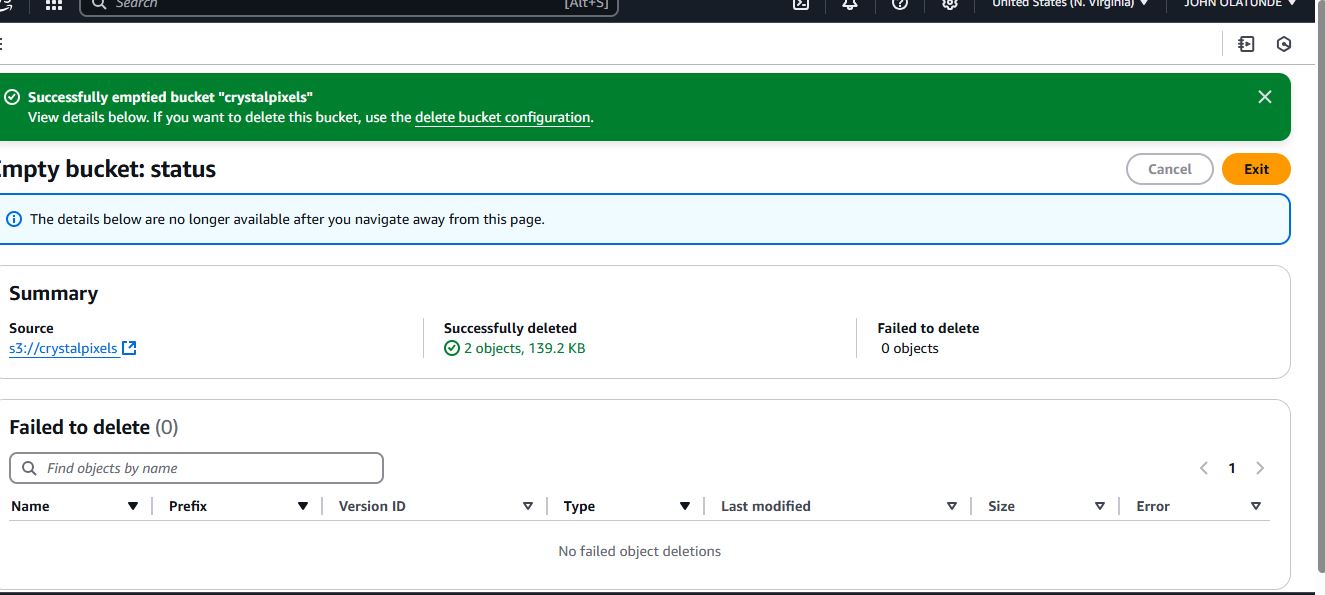 Search [Alt+S] United States (N. Virginia) JOHN OLATUNDE
Successfully emptied bucket "crystalpixels"
View details below. If you want to delete this bucket, use the delete bucket configuration.
Empty bucket: status Cancel Exit
The details below are no longer available after you navigate away from this page.
Summary
Source Successfully deleted Failed to delete
s3://crystalpixels 2 objects, 139.2 KB 0 objects
Failed to delete (0)
Find objects by name 1
Name Prefix Version ID Type Last modified Size Error
No failed object deletions